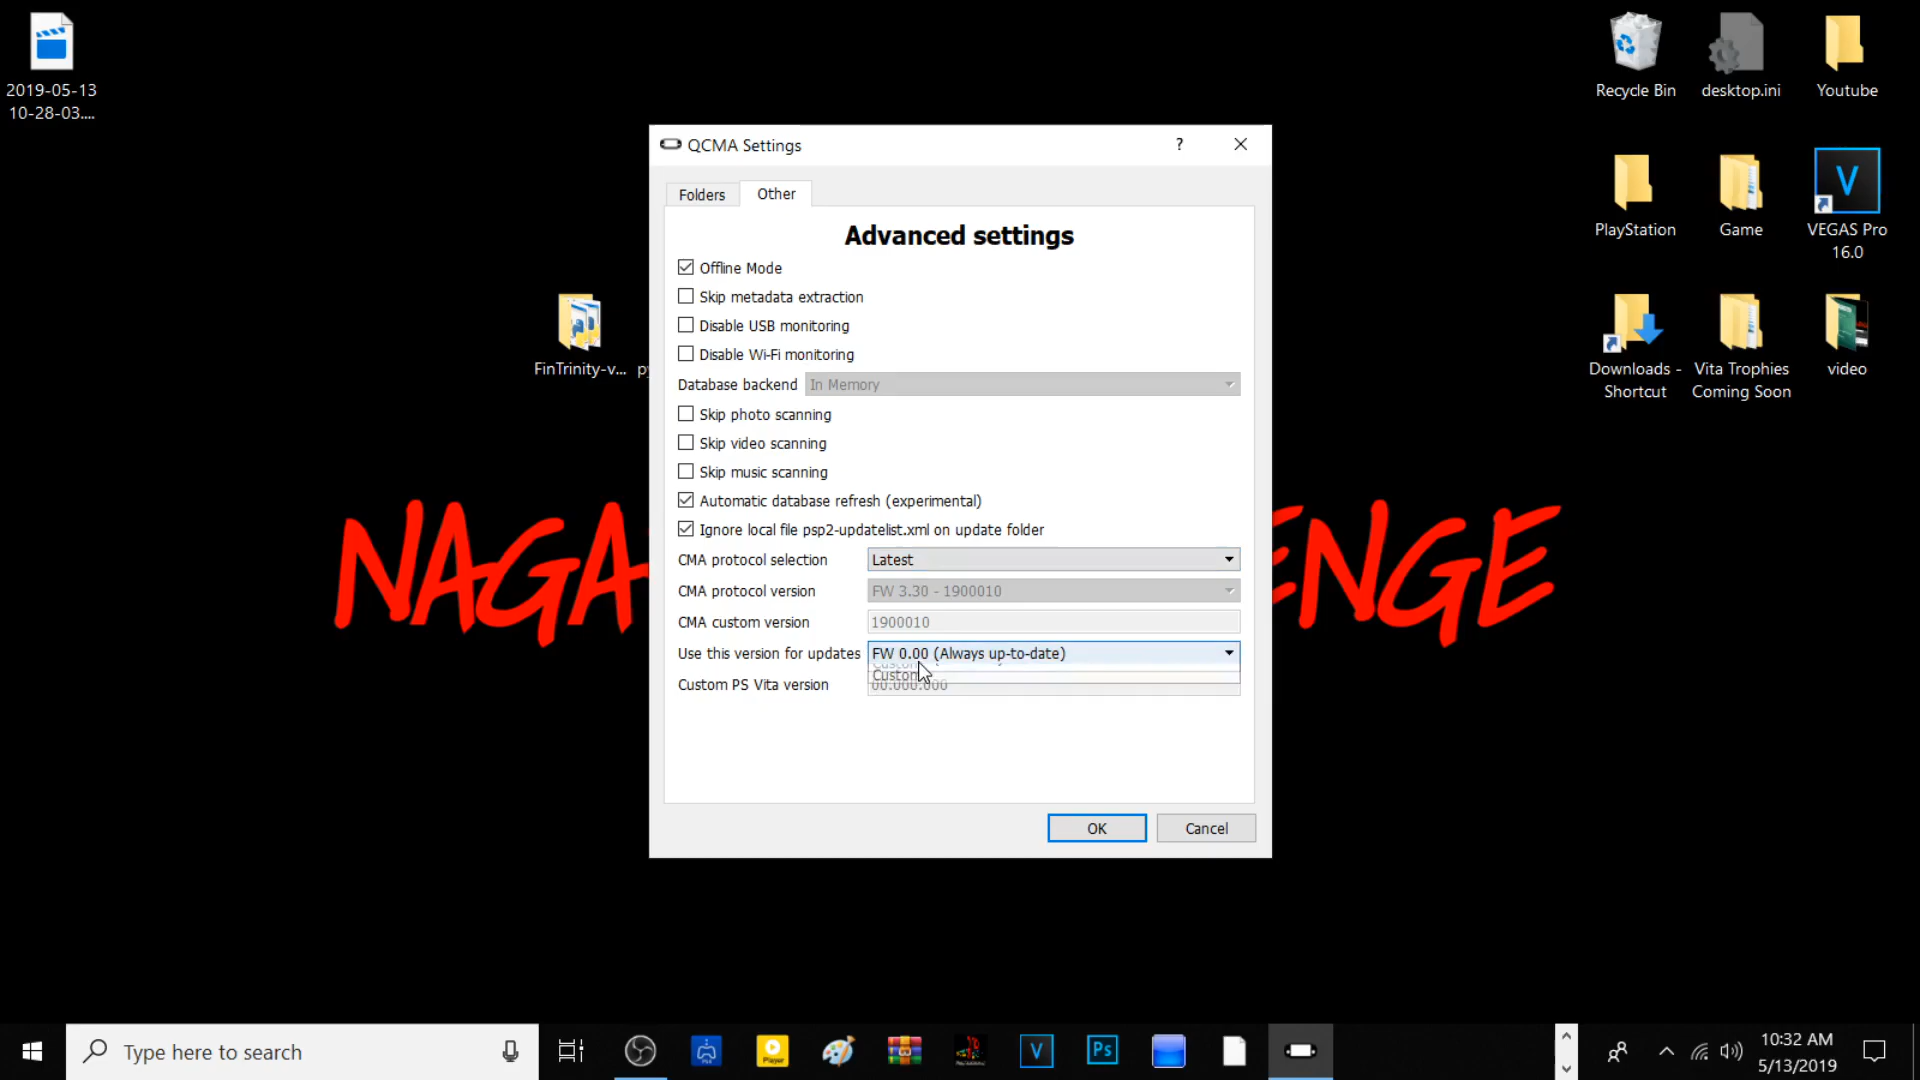 2019-05-13
10-28-03....
Recycle Bin
desktop.ini
Youtube
PlayStation
Game
VEGAS Pro
16.0
FinTrinity-v...
Downloads -
Shortcut
Vita Trophies
Coming Soon
video
NAGA
ENGE
QCMA Settings
?
Folders
Other
Advanced settings
Offline Mode
Skip metadata extraction
Disable USB monitoring
Disable Wi-Fi monitoring
Database backend
In Memory
Skip photo scanning
Skip video scanning
Skip music scanning
Automatic database refresh (experimental)
Ignore local file psp2-updatelist.xml on update folder
CMA protocol selection
Latest
CMA protocol version
FW 3.30 - 1900010
CMA custom version
1900010
Use this version for updates
FW 0.00 (Always up-to-date)
Custom PS Vita version
00.000.000
OK
Cancel
Type here to search
Player
V
Ps
10:32 AM
5/13/2019